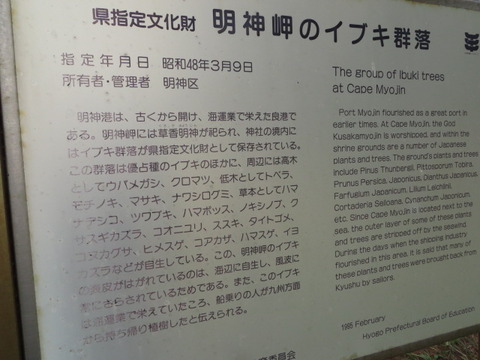 県指定文化財 明神岬のイブキ群落
指定年月日 昭和48年3月9日
所有者・管理者 明神区
明神港は、古くから開け、海運業で栄えた良港で
ある。明神岬には草香明神が祀られ、神社の境内に
はイブキ群落が県指定文化財として保存されている。
この群落は優占種のイブキのほかに、周辺には高木
としてウバメガシ、クロマツ、低木としてトベラ、
モチノキ、マサキ、ナワシログミ、草本としてハマ
ナデシコ、ツワブキ、ハマボッス、ノキシノブ、ク
サスギカズラ、コオニユリ、ススキ、タイトゴメ、
コヌカグサ、ヒメスゲ、コアカザ、ハマスゲ、イヨ
カズラなどが自生している。この、明神岬のイブキ
の樹皮がはがれているのは、海辺に自生し、風波に
さらされているためである。また、このイブキ
は海運業で栄えていたころ、船乗りの人が九州方面
から持ち帰り植樹したと伝えられる。
委員会
The group of Ibuki trees
at Cape Myojin
Port Myojin flourished as a great port in
earlier times. At Cape Myojin, the God
Kusakamyojin is worshipped, and within the
shrine grounds are a number of Japanese
plants and trees. The ground's plants and trees
include Pinus Thunbergii, Pittosporum Tobira,
Prunus Persica, Japonicus, Dianthus Japanicus,
Farfugium Japanicum, Lilium Leichlinii,
Cortaderia Selloana, Cynanchum Japonicum,
etc. Since Cape Myojin is located next to the
sea, the outer layer of some of these plants
and trees are stripped off by the seawing.
During the days when the shipping industry
flourished in this area, it is said that many of
these plants and trees were brought back from
Kyushu by sailors.
1985 February
Hyogo Prefectural Board of Education